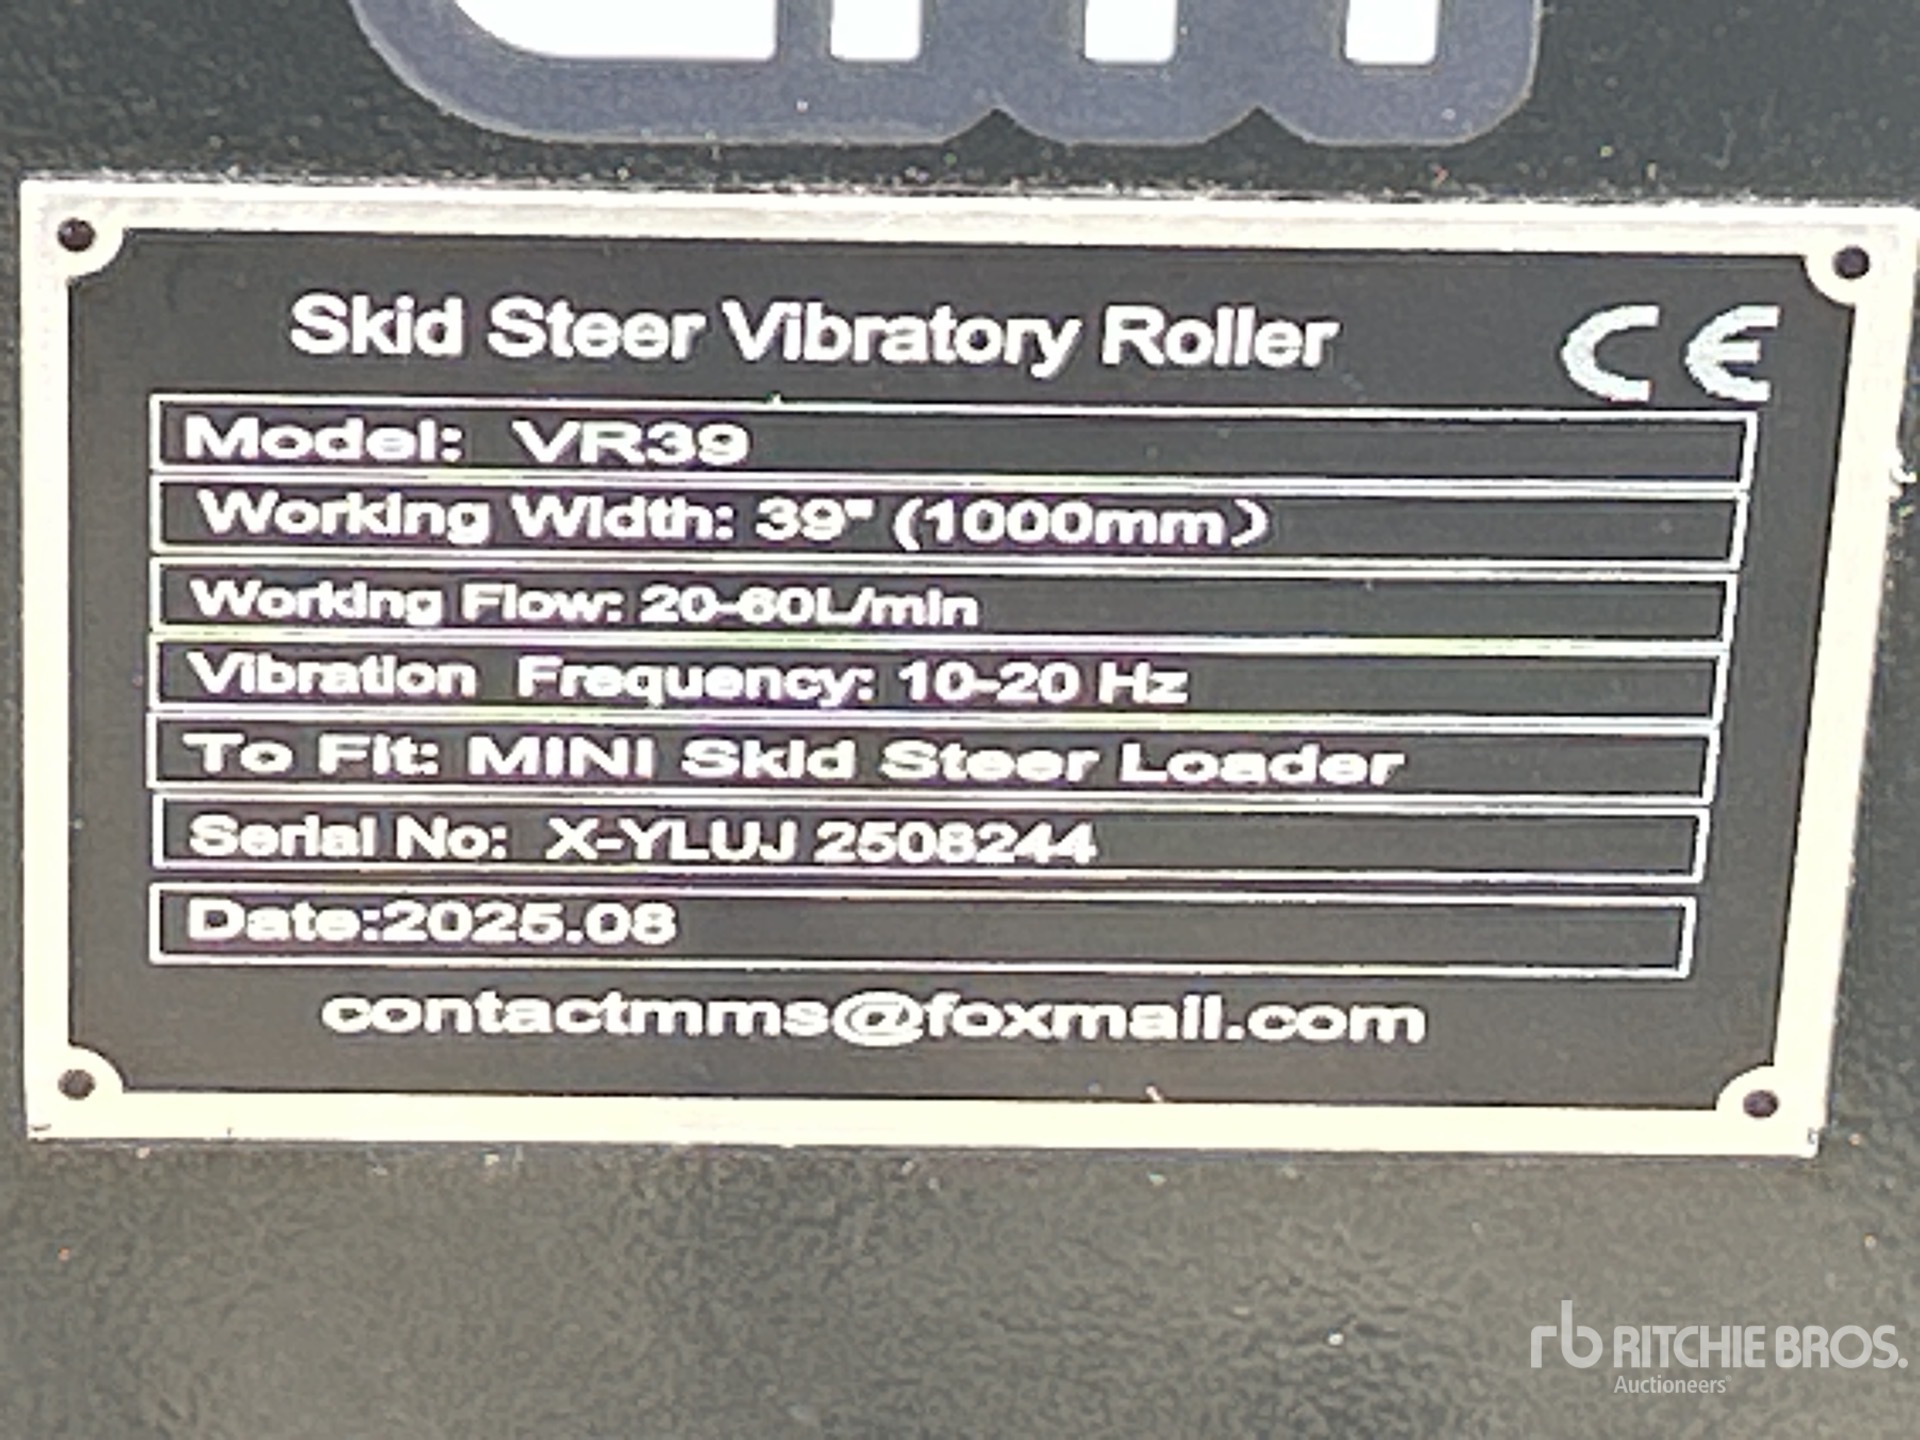 Skid Steer Vibratory Roller CE
Model: VR39
Working Width: 39" (1000mm）
Working Flow: 20-60L/min
Vibration Frequency: 10-20 Hz
To Fit: MINI Skid Steer Loader
Serial No: X-YLUJ 2508244
Date:2025.08
contactmms@foxmail.com
rb RITCHIE BROS.
Auctioneers